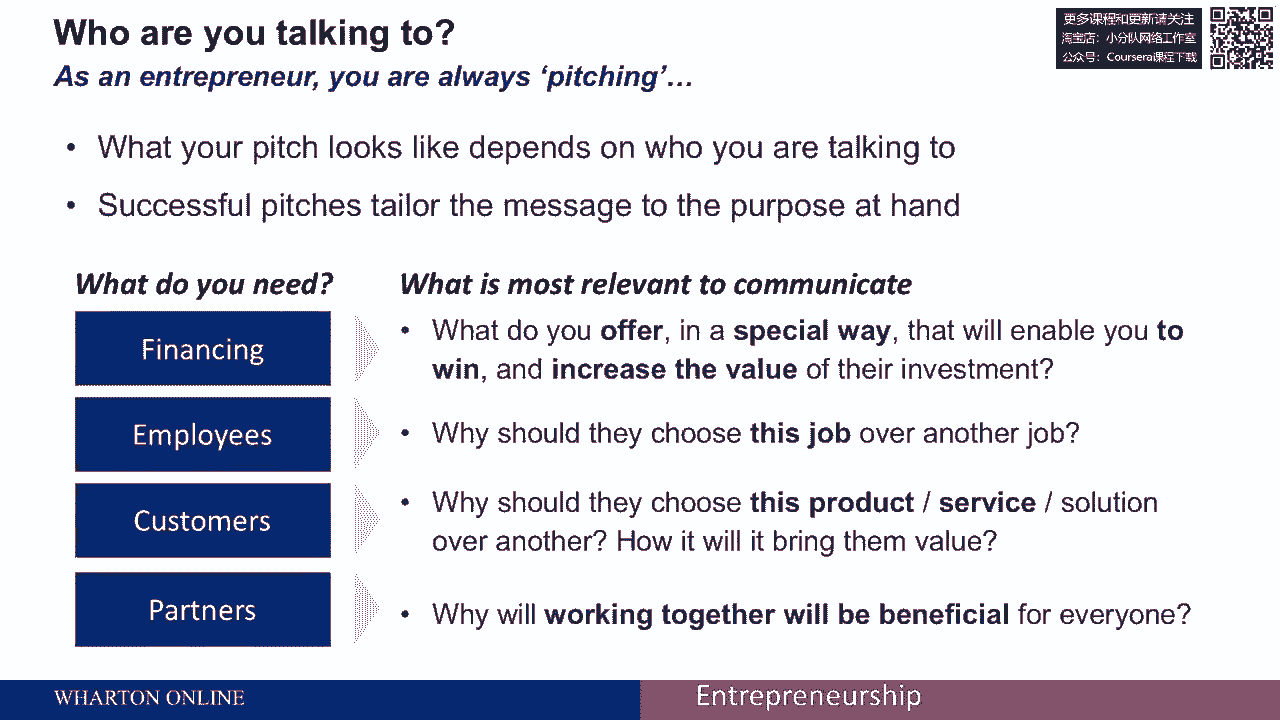 Who are you talking to?
As an entrepreneur, you are always ‘pitching’…
更多课程和更新请关注
淘宝店：小分队网络工作室
公众号：Coursera课程下载
• What your pitch looks like depends on who you are talking to
• Successful pitches tailor the message to the purpose at hand
What do you need?
What is most relevant to communicate
Financing
• What do you offer, in a special way, that will enable you to
win, and increase the value of their investment?
Employees
• Why should they choose this job over another job?
Customers
• Why should they choose this product / service / solution
over another? How it will it bring them value?
Partners
• Why will working together will be beneficial for everyone?
WHARTON ONLINE
Entrepreneurship